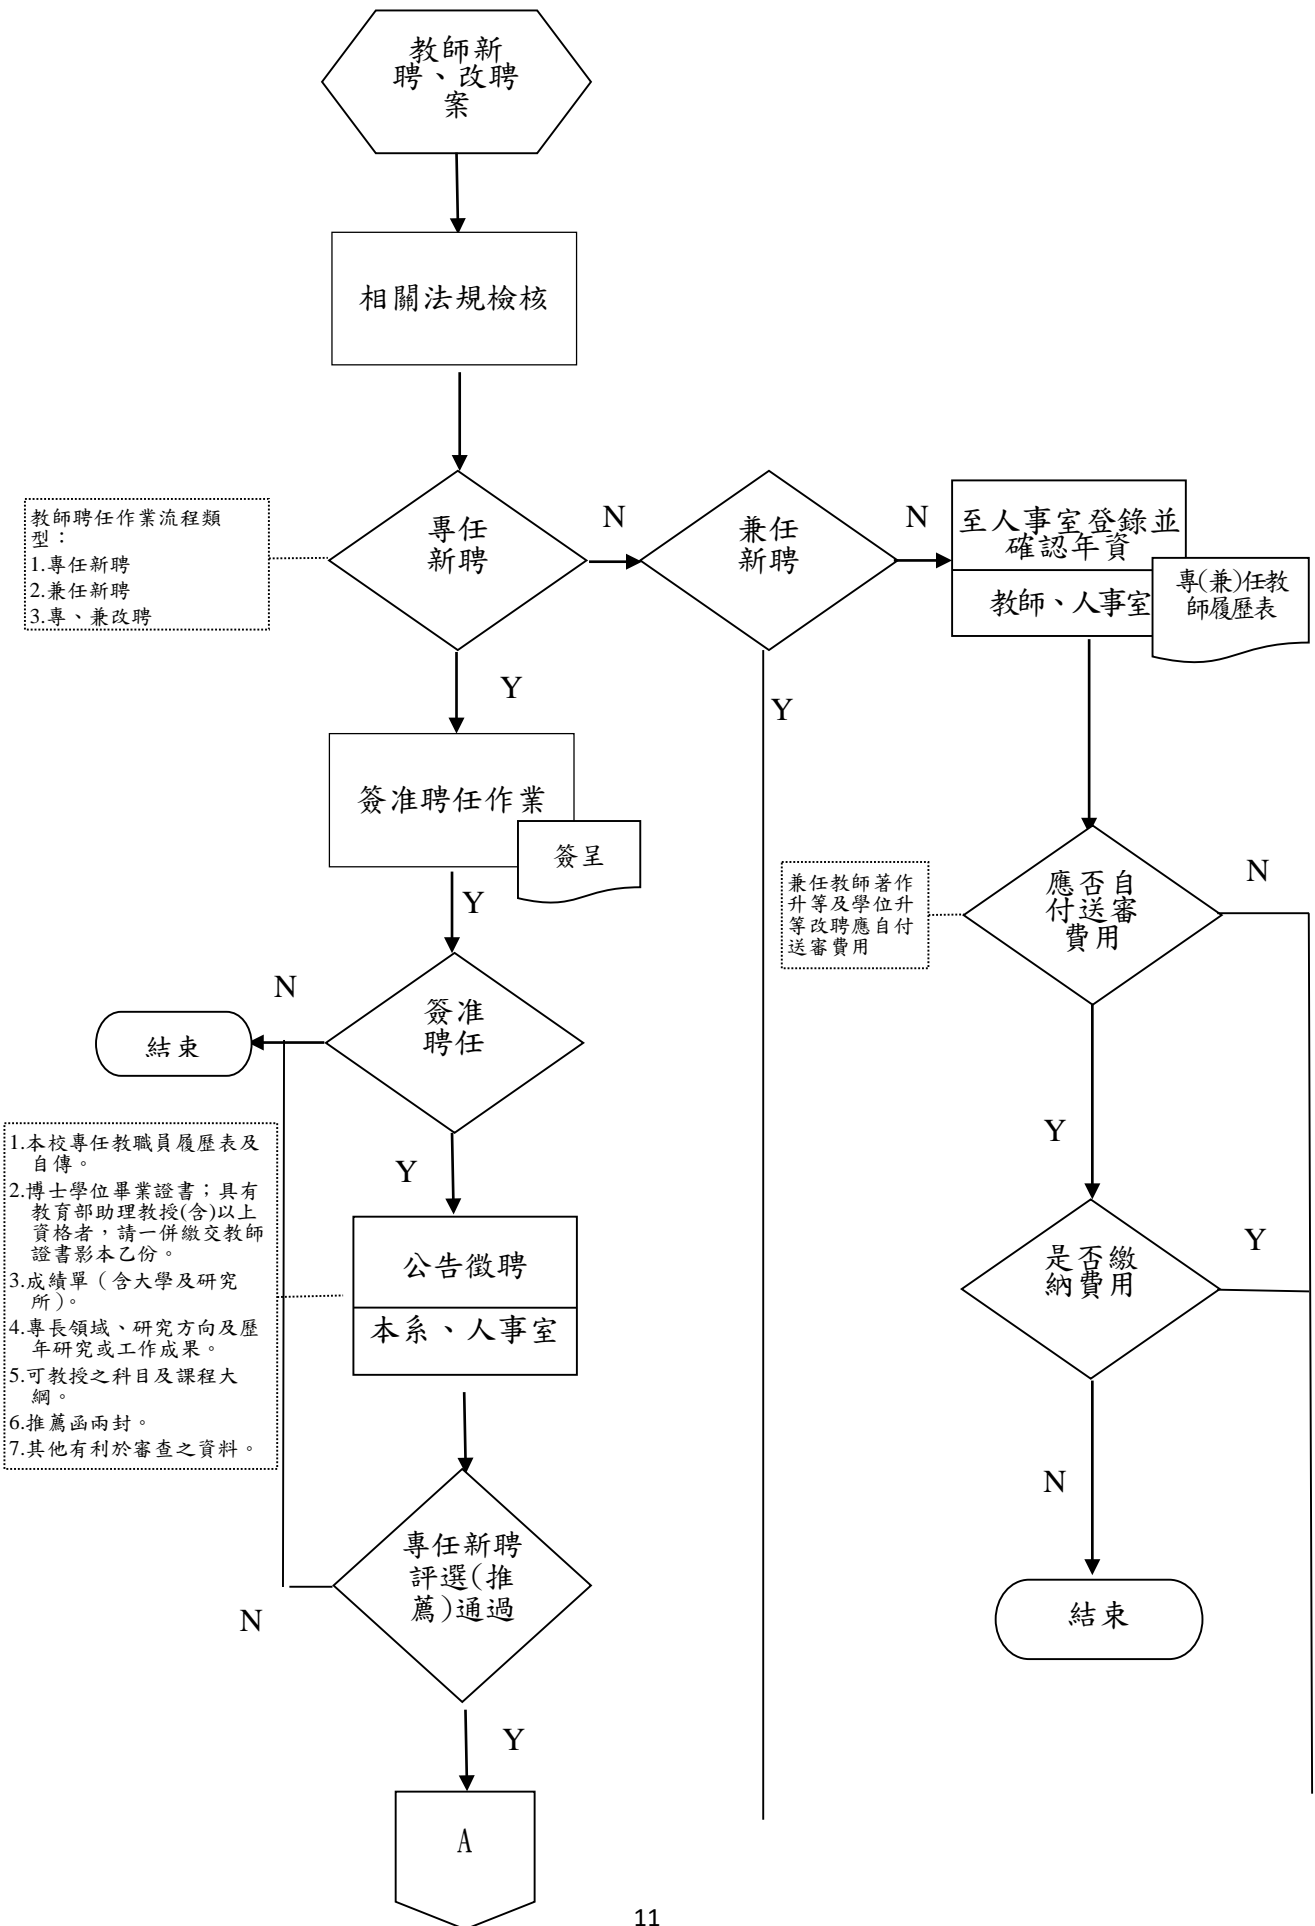 教師新
聘、改聘
案
相關法規檢核
教師聘任作業流程類
型：
1.專任新聘
2.兼任新聘
3.專、兼改聘
專任
新聘
N
兼任
新聘
N
至人事室登錄並
確認年資
教師、人事室
專(兼)任教
師履歷表
Y
Y
簽准聘任作業
簽呈
Y
兼任教師著作
升等及學位升
等改聘應自付
送審費用
應否自
付送審
費用
N
N
簽准
聘任
結束
Y
Y
1.本校專任教職員履歷表及
自傳。
2.博士學位畢業證書；具有
教育部助理教授(含)以上
資格者，請一併繳交教師
證書影本乙份。
3.成績單（含大學及研究
所）。
4.專長領域、研究方向及歷
年研究或工作成果。
5.可教授之科目及課程大
綱。
6.推薦函兩封。
7.其他有利於審查之資料。
公告徵聘
本系、人事室
是否繳
納費用
Y
N
專任新聘
評選(推
薦)通過
N
結束
Y
A
11